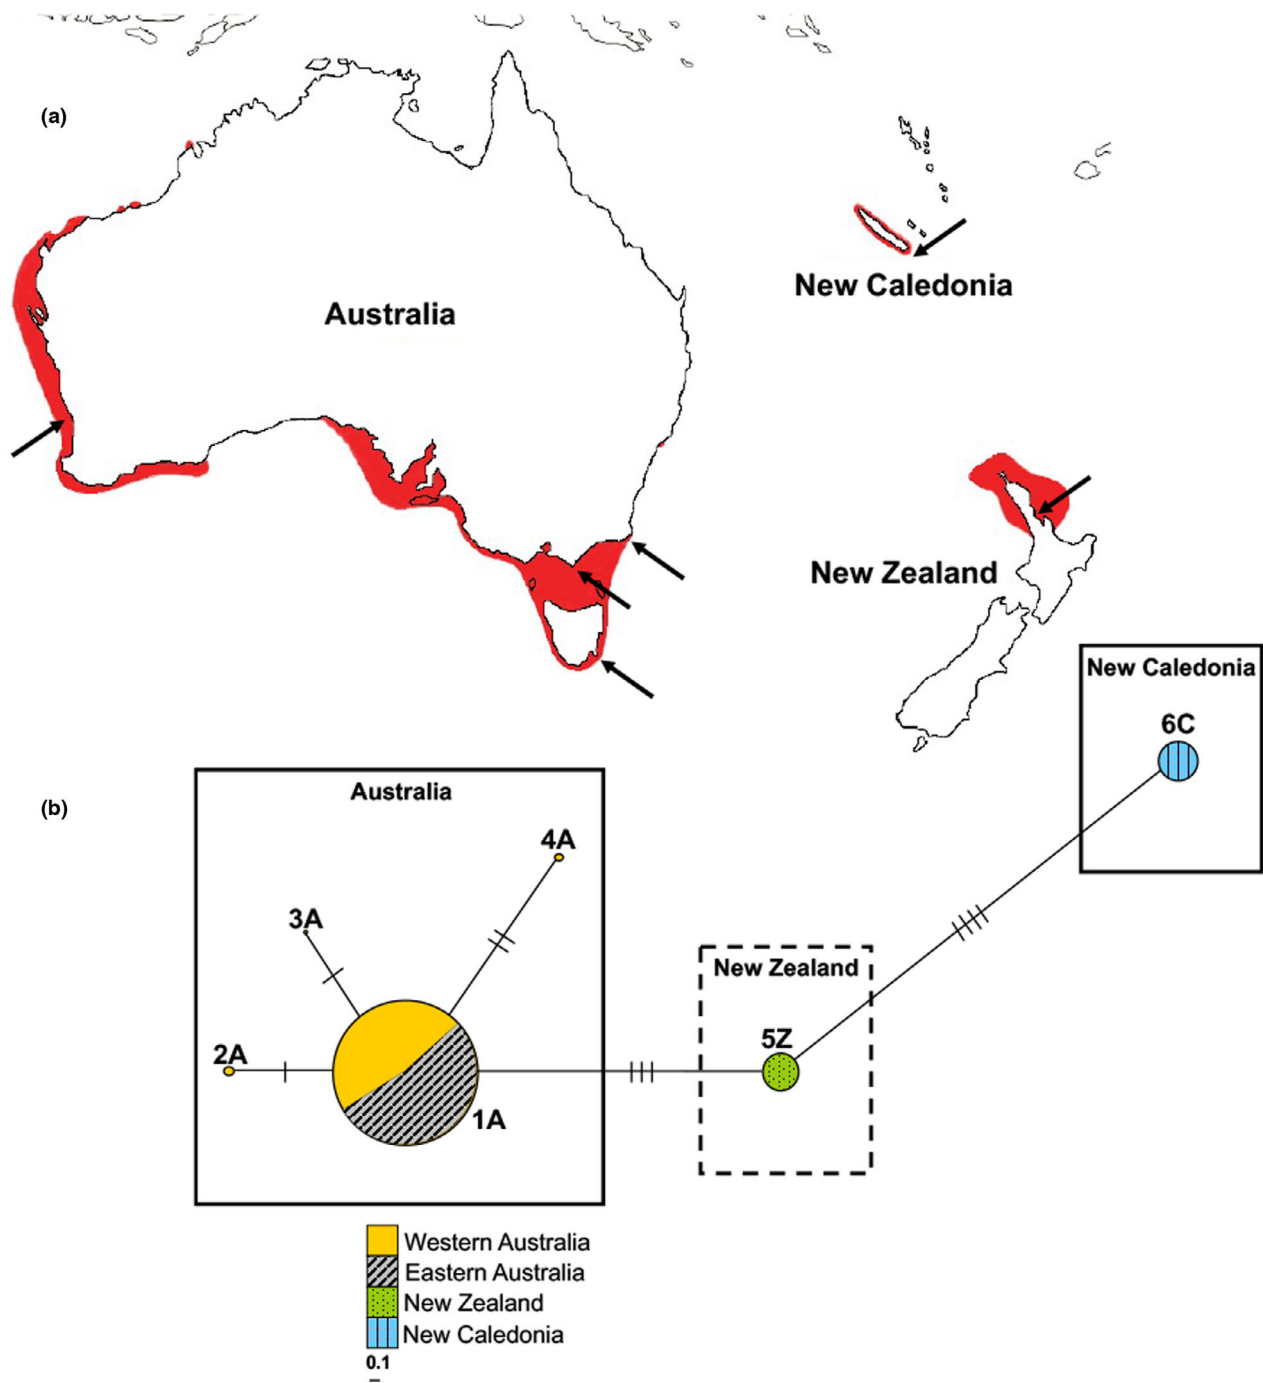 (a)
Australia
New Caledonia
New Zealand
New Caledonia
6C
(b)
Australia
4A
3A
New Zealand
2A
5Z
1A
Western Australia
Eastern Australia
New Zealand
New Caledonia
0.1